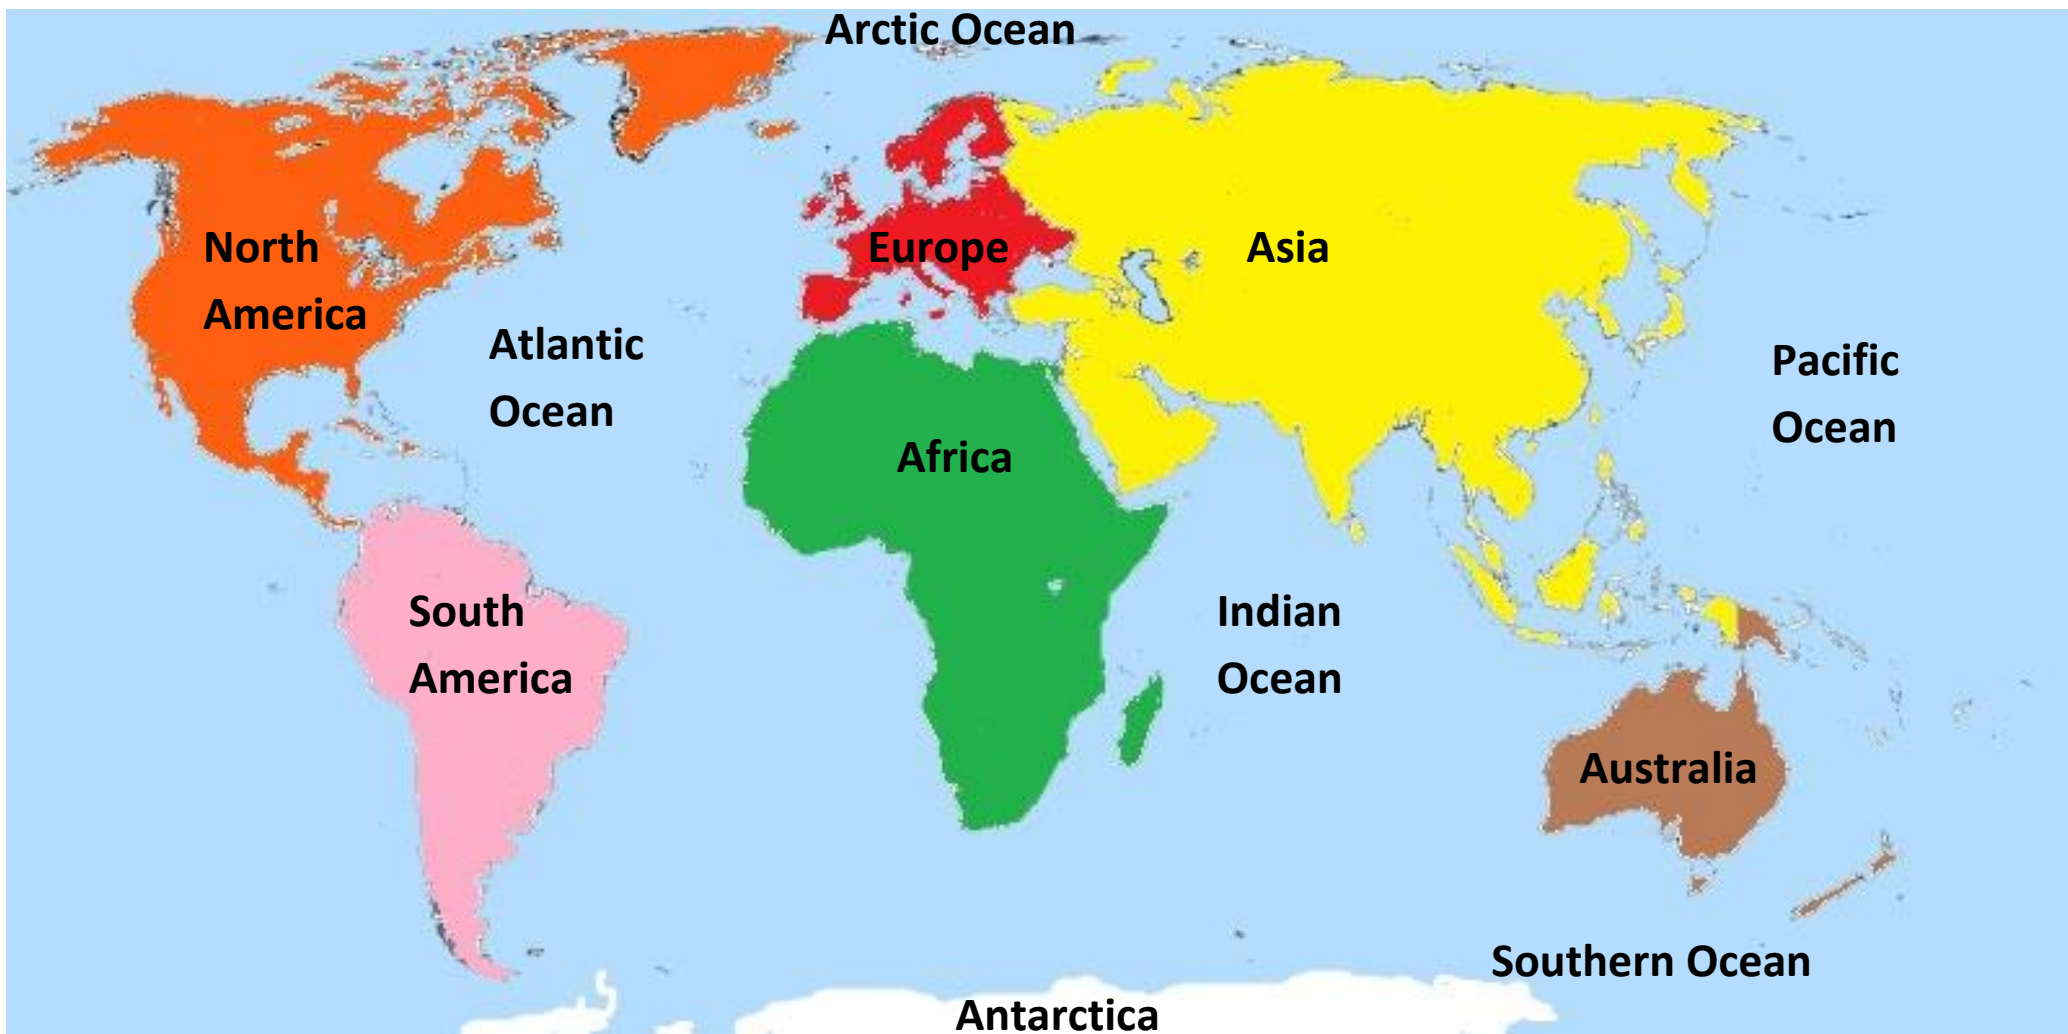 Arctic Ocean
North
America
Europe
Asia
Atlantic
Ocean
Pacific
Ocean
Africa
South
America
Indian
Ocean
Australia
Southern Ocean
Antarctica